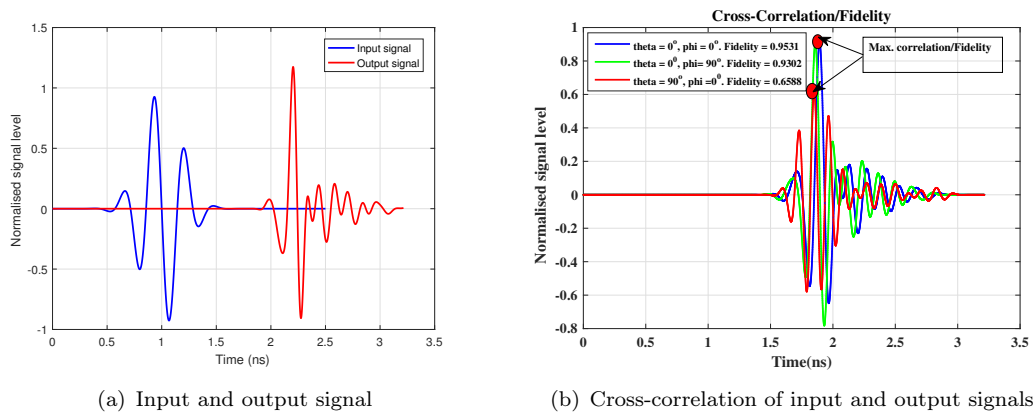 1.5
1
0.5
0
-0.5
-1
0 0.5 1 1.5 2 2.5 3 3.5
Normalised signal level
Time (ns)
Input signal
Output signal
(a) Input and output signal
Cross-Correlation/Fidelity
1
0.8
0.6
0.4
0.2
0
-0.2
-0.4
-0.6
-0.8
0 0.5 1 1.5 2 2.5 3 3.5
Normalised signal level
Time(ns)
theta = 0°, phi = 0°. Fidelity = 0.9531
theta = 0°, phi= 90°. Fidelity = 0.9302
theta = 90°, phi =0°. Fidelity = 0.6588
Max. correlation/Fidelity
(b) Cross-correlation of input and output signals